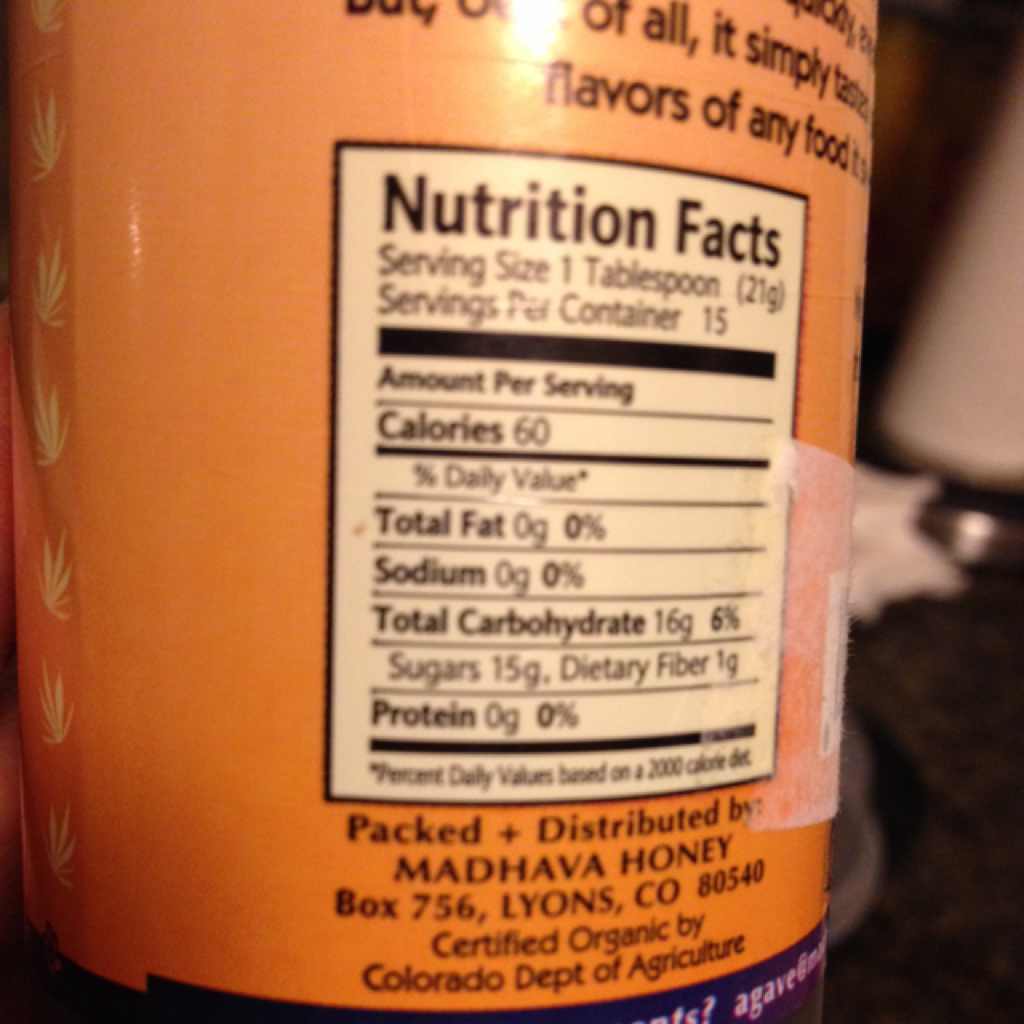 But, of all, it simply tastes
flavors of any food it
Nutrition Facts
Serving Size 1 Tablespoon (21g)
Servings Per Container 15
Amount Per Serving
Calories 60
% Daily Value*
Total Fat 0g 0%
Sodium 0g 0%
Total Carbohydrate 16g 6%
Sugars 15g, Dietary Fiber 1g
Protein 0g 0%
*Percent Daily Values based on a 2000 calorie diet.
Packed + Distributed by:
MADHAVA HONEY
Box 756, LYONS, CO 80540
Certified Organic by
Colorado Dept of Agriculture